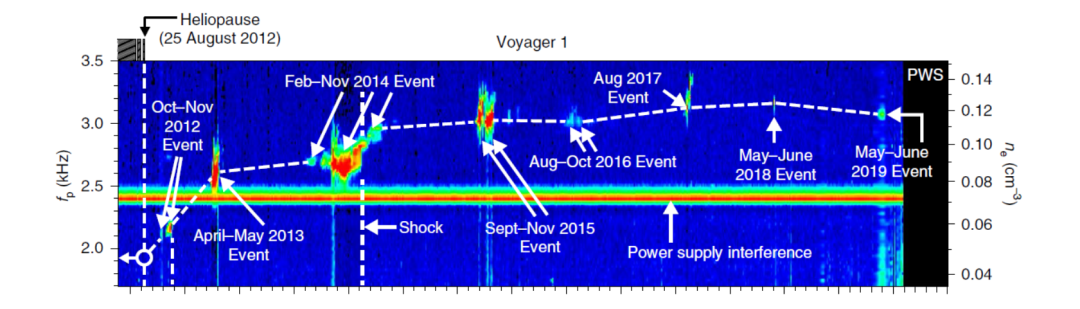 Heliopause
(25 August 2012)
Voyager 1
3.5
3.0
2.5
2.0
fp (kHz)
Oct–Nov
2012
Event
Feb–Nov 2014 Event
Aug 2017
Event
PWS
0.14
0.12
0.10
0.08
0.06
0.04
ne (cm–3)
April–May 2013
Event
Shock
Sept–Nov 2015
Event
Aug–Oct 2016 Event
May–June
2018 Event
May–June
2019 Event
Power supply interference